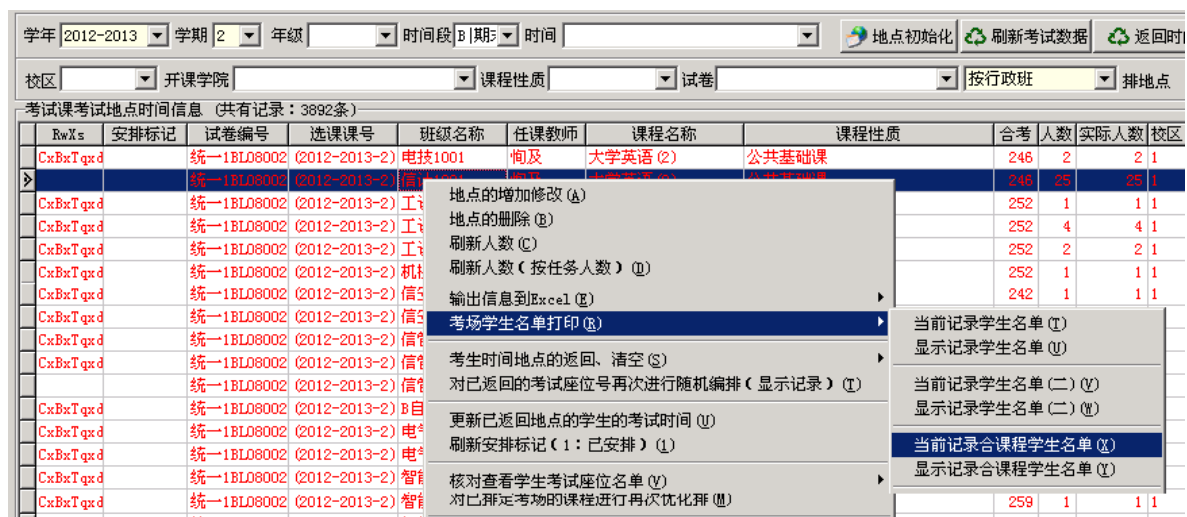 学年 2012-2013 学期 2 年级 时间段 B|期 时间 地点初始化 刷新考试数据 返回时
校区 开课学院 课程性质 试卷 按行政班 排地点
考试课考试地点时间信息 (共有记录：3892条)
RwXs 安排标记 试卷编号 选课课号 班级名称 任课教师 课程名称 课程性质 合考 人数 实际人数 校区
CxBxTqxd 统一1BL08002 (2012-2013-2) 电技1001 恂及 大学英语(2) 公共基础课 246 2 2 1
统一1BL08002 (2012-2013-2) 246 25 25 1
地点的增加修改(A)
CxBxTqxd 统一1BL08002 (2012-2013-2) 工 252 1 1 1
地点的删除(B)
CxBxTqxd 统一1BL08002 (2012-2013-2) 工 252 4 4 1
刷新人数(C)
CxBxTqxd 统一1BL08002 (2012-2013-2) 工 252 2 2 1
刷新人数(按任务人数)(D)
CxBxTqxd 统一1BL08002 (2012-2013-2) 机 252 1 1 1
输出信息到Excel(E)
CxBxTqxd 统一1BL08002 (2012-2013-2) 信 242 1 1 1
考场学生名单打印(R)
CxBxTqxd 统一1BL08002 (2012-2013-2) 信
当前记录学生名单(T)
CxBxTqxd 统一1BL08002 (2012-2013-2) 信
显示记录学生名单(U)
考生时间地点的返回、清空(S)
CxBxTqxd 统一1BL08002 (2012-2013-2) 信
对已返回的考试座位号再次进行随机编排(显示记录)(T)
当前记录学生名单(二)(V)
统一1BL08002 (2012-2013-2) 信
显示记录学生名单(二)(W)
CxBxTqxd 统一1BL08002 (2012-2013-2) B自
更新已返回地点的学生的考试时间(U)
CxBxTqxd 统一1BL08002 (2012-2013-2) 电
刷新安排标记(1：已安排)(1)
当前记录合课程学生名单(X)
CxBxTqxd 统一1BL08002 (2012-2013-2) 电
显示记录合课程学生名单(Y)
核对查看学生考试座位名单(V)
CxBxTqxd 统一1BL08002 (2012-2013-2) 智
对已排定考场的课程进行再次优化排(M)
CxBxTqxd 统一1BL08002 (2012-2013-2) 智 259 1 1 1